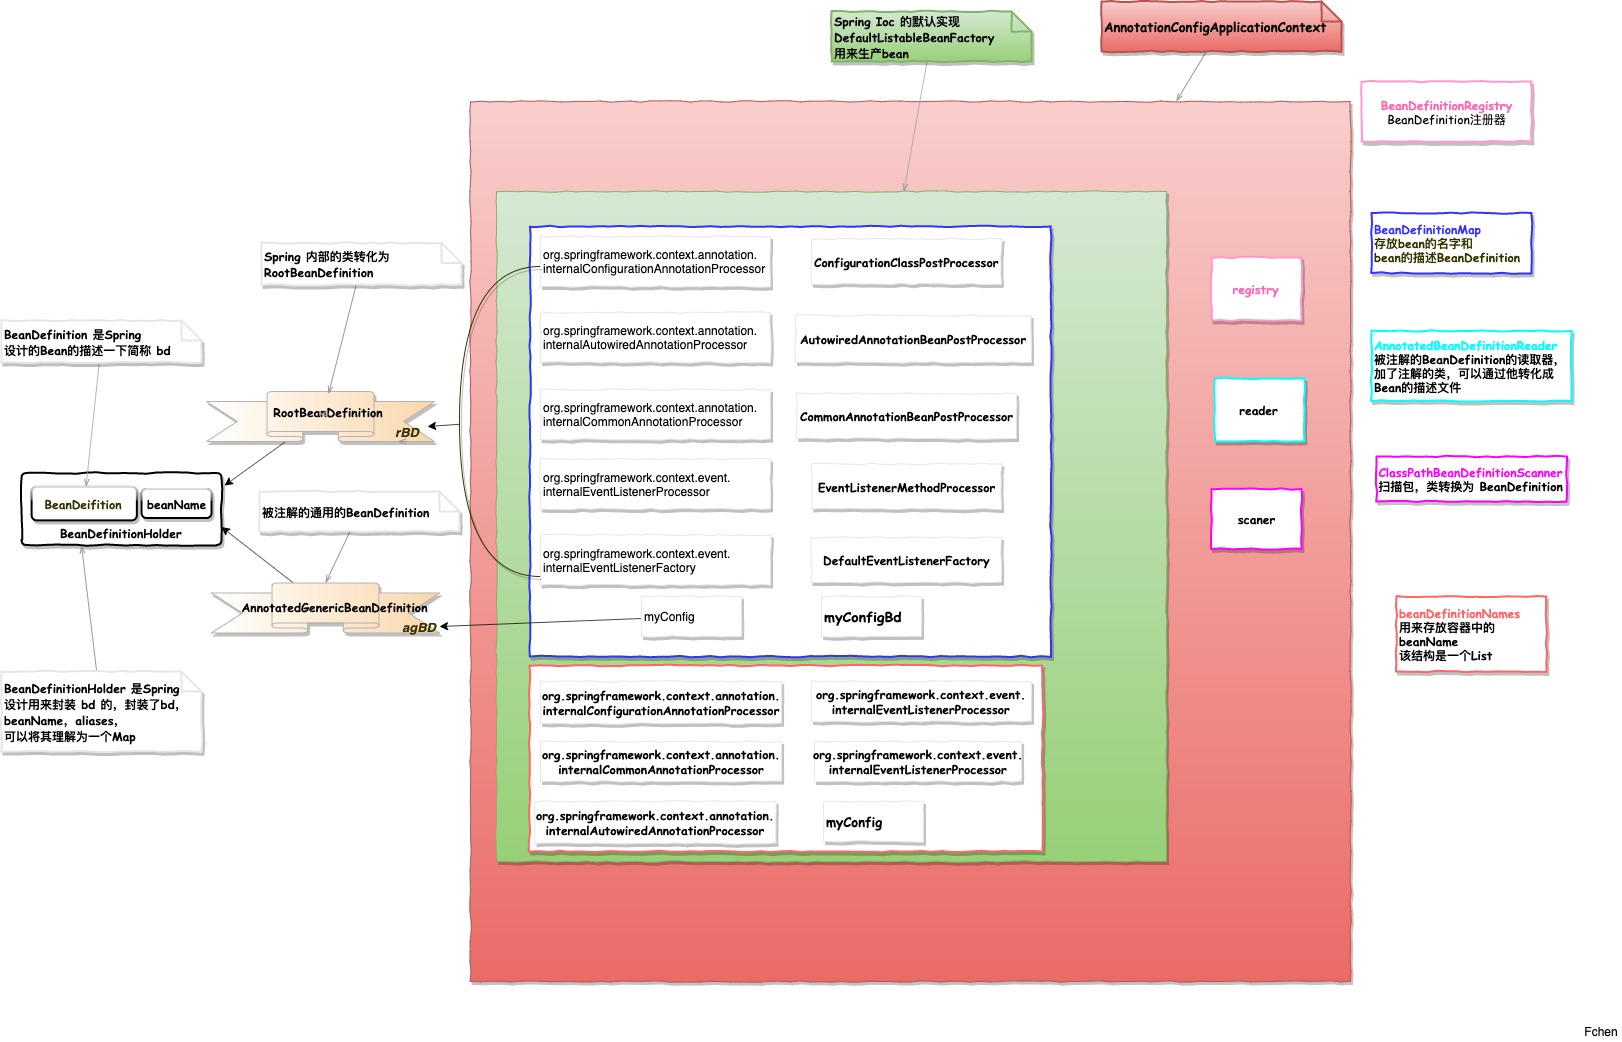 Spring Ioc 的默认实现
DefaultListableBeanFactory
用来生产bean
AnnotationConfigApplicationContext
BeanDefinitionRegistry
BeanDefinition注册器
BeanDefinitionMap
存放bean的名字和
bean的描述BeanDefinition
AnnotatedBeanDefinitionReader
被注解的BeanDefinition的读取器,
加了注解的类，可以通过他转化成
Bean的描述文件
ClassPathBeanDefinitionScanner
扫描包，类转换为 BeanDefinition
beanDefinitionNames
用来存放容器中的
beanName
该结构是一个List
registry
reader
scaner
Spring 内部的类转化为
RootBeanDefinition
BeanDefinition 是Spring
设计的Bean的描述一下简称 bd
RootBeanDefinition
rBD
BeanDeifition
beanName
BeanDefinitionHolder
被注解的通用的BeanDefinition
AnnotatedGenericBeanDefinition
agBD
BeanDefinitionHolder 是Spring
设计用来封装 bd 的，封装了bd,
beanName，aliases，
可以将其理解为一个Map
org.springframework.context.annotation.
internalConfigurationAnnotationProcessor
ConfigurationClassPostProcessor
org.springframework.context.annotation.
internalAutowiredAnnotationProcessor
AutowiredAnnotationBeanPostProcessor
org.springframework.context.annotation.
internalCommonAnnotationProcessor
CommonAnnotationBeanPostProcessor
org.springframework.context.event.
internalEventListenerProcessor
EventListenerMethodProcessor
org.springframework.context.event.
internalEventListenerFactory
DefaultEventListenerFactory
myConfig
myConfigBd
org.springframework.context.annotation.
internalConfigurationAnnotationProcessor
org.springframework.context.event.
internalEventListenerProcessor
org.springframework.context.annotation.
internalCommonAnnotationProcessor
org.springframework.context.event.
internalEventListenerProcessor
org.springframework.context.annotation.
internalAutowiredAnnotationProcessor
myConfig
Fchen